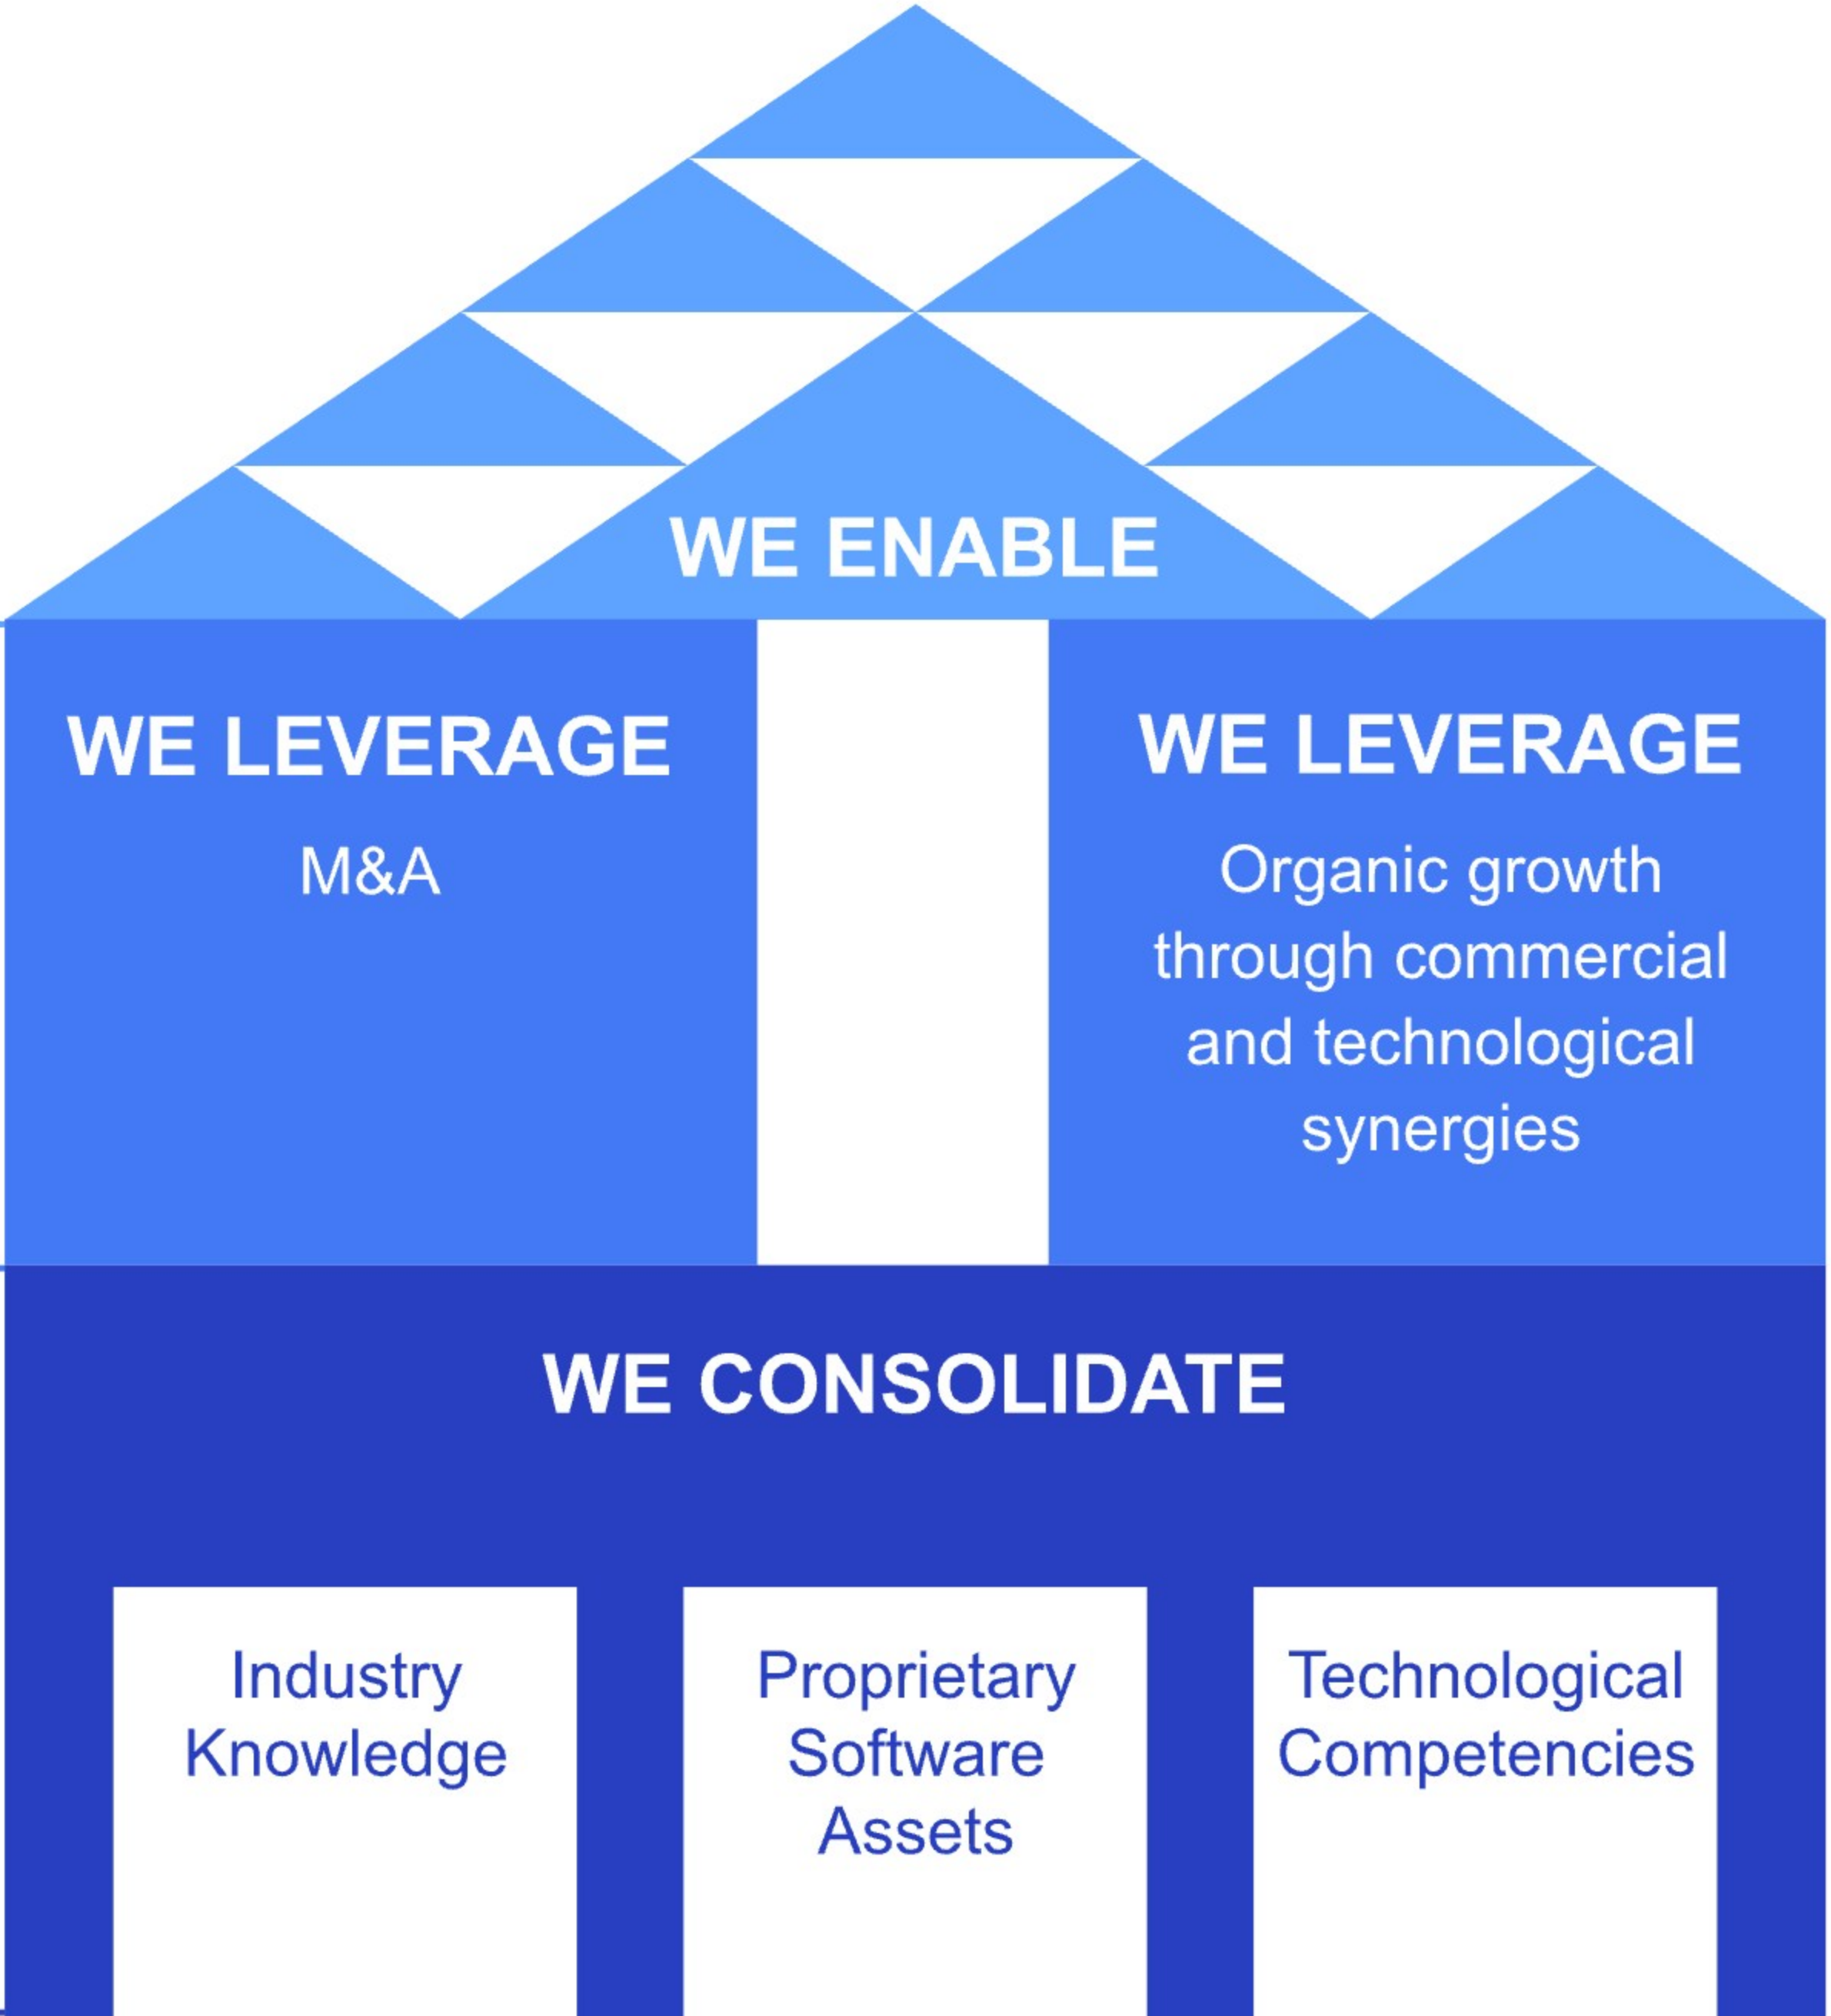 WE ENABLE
WE LEVERAGE
M&A
WE LEVERAGE
Organic growth
through commercial
and technological
synergies
WE CONSOLIDATE
Industry
Knowledge
Proprietary
Software
Assets
Technological
Competencies